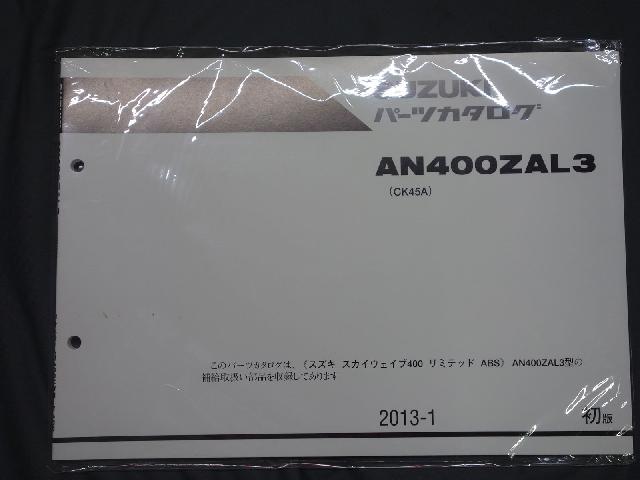 SUZUKI
パーツカタログ
AN400ZAL3
(CK45A)
このパーツカタログは、《スズキ スカイウェイブ400 リミテッド ABS》 AN400ZAL3型の
補給取扱い部品を収録してあります
2013-1 初版